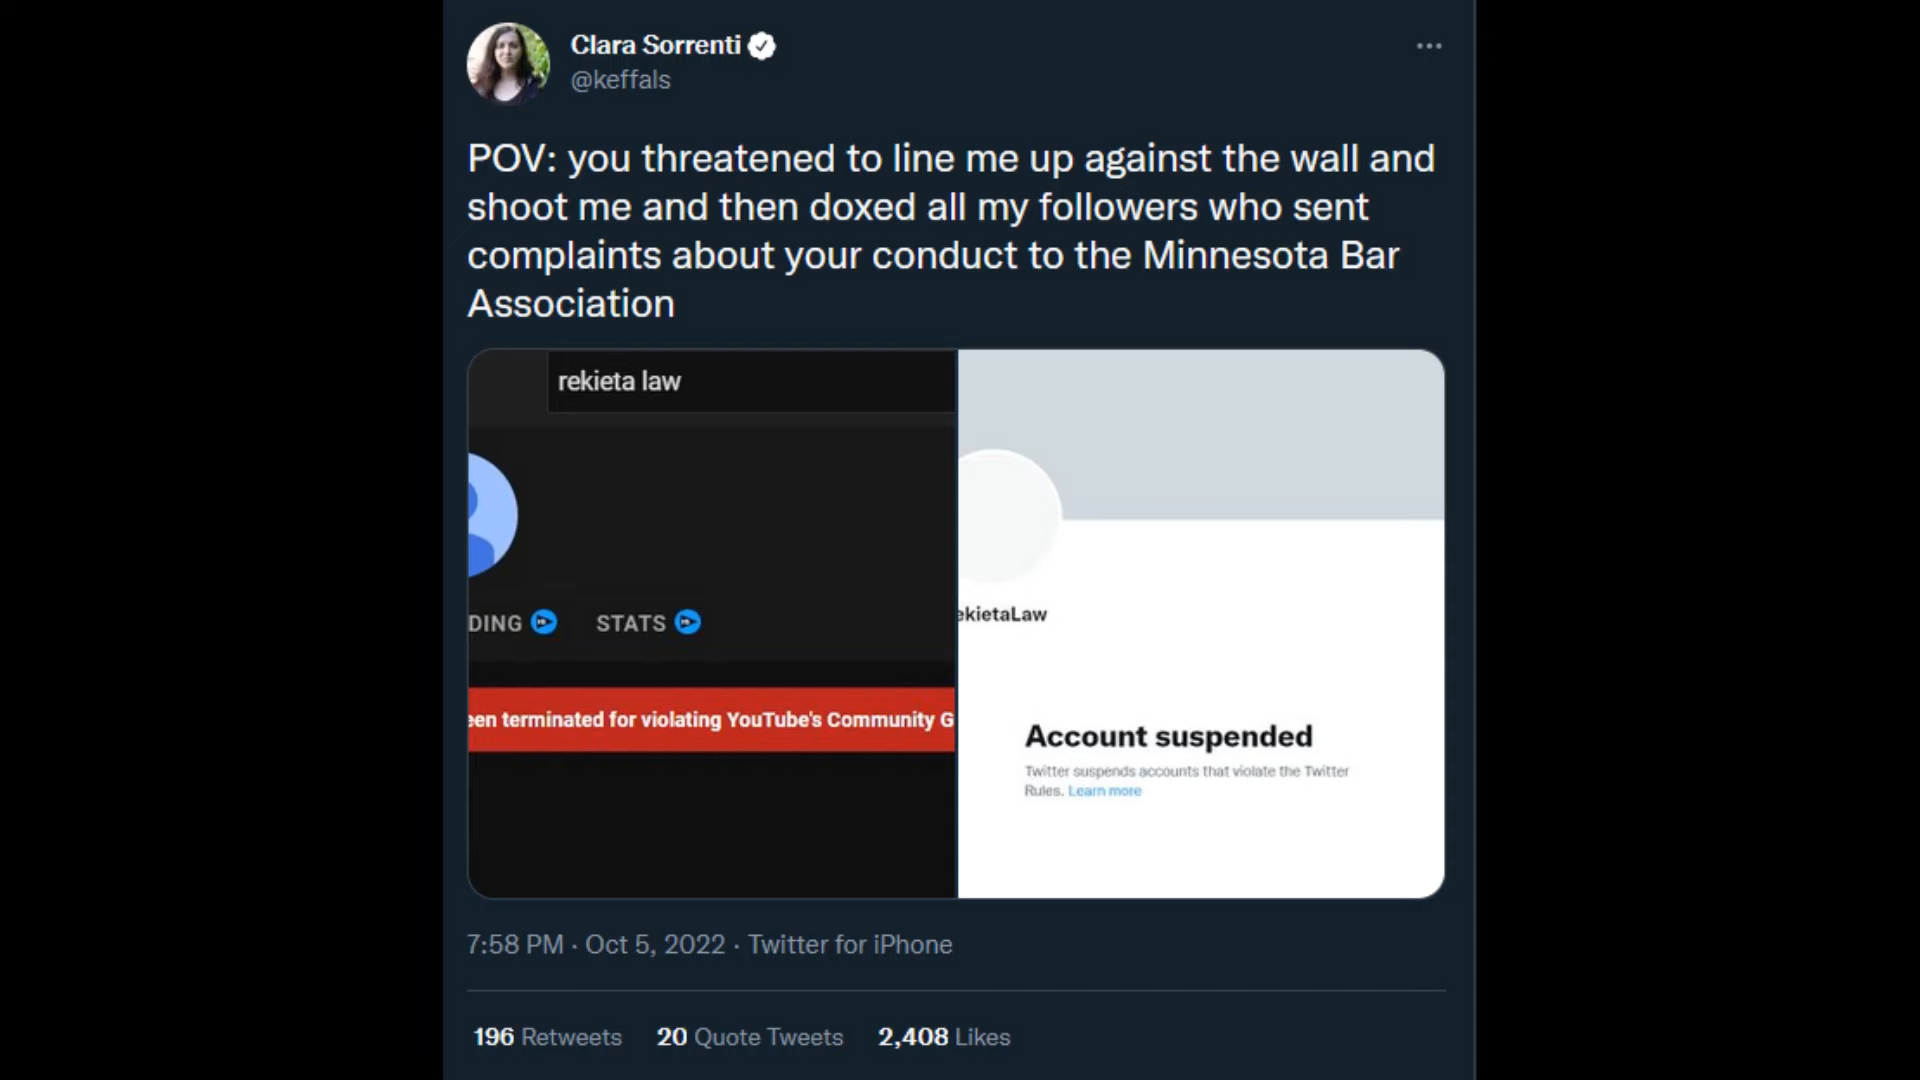 Clara Sorrenti
@keffals
POV: you threatened to line me up against the wall and
shoot me and then doxed all my followers who sent
complaints about your conduct to the Minnesota Bar
Association
rekieta law
DING
STATS
een terminated for violating YouTube's Community G
ekietaLaw
Account suspended
Twitter suspends accounts that violate the Twitter
Rules. Learn more
7:58 PM · Oct 5, 2022 · Twitter for iPhone
196 Retweets 20 Quote Tweets 2,408 Likes